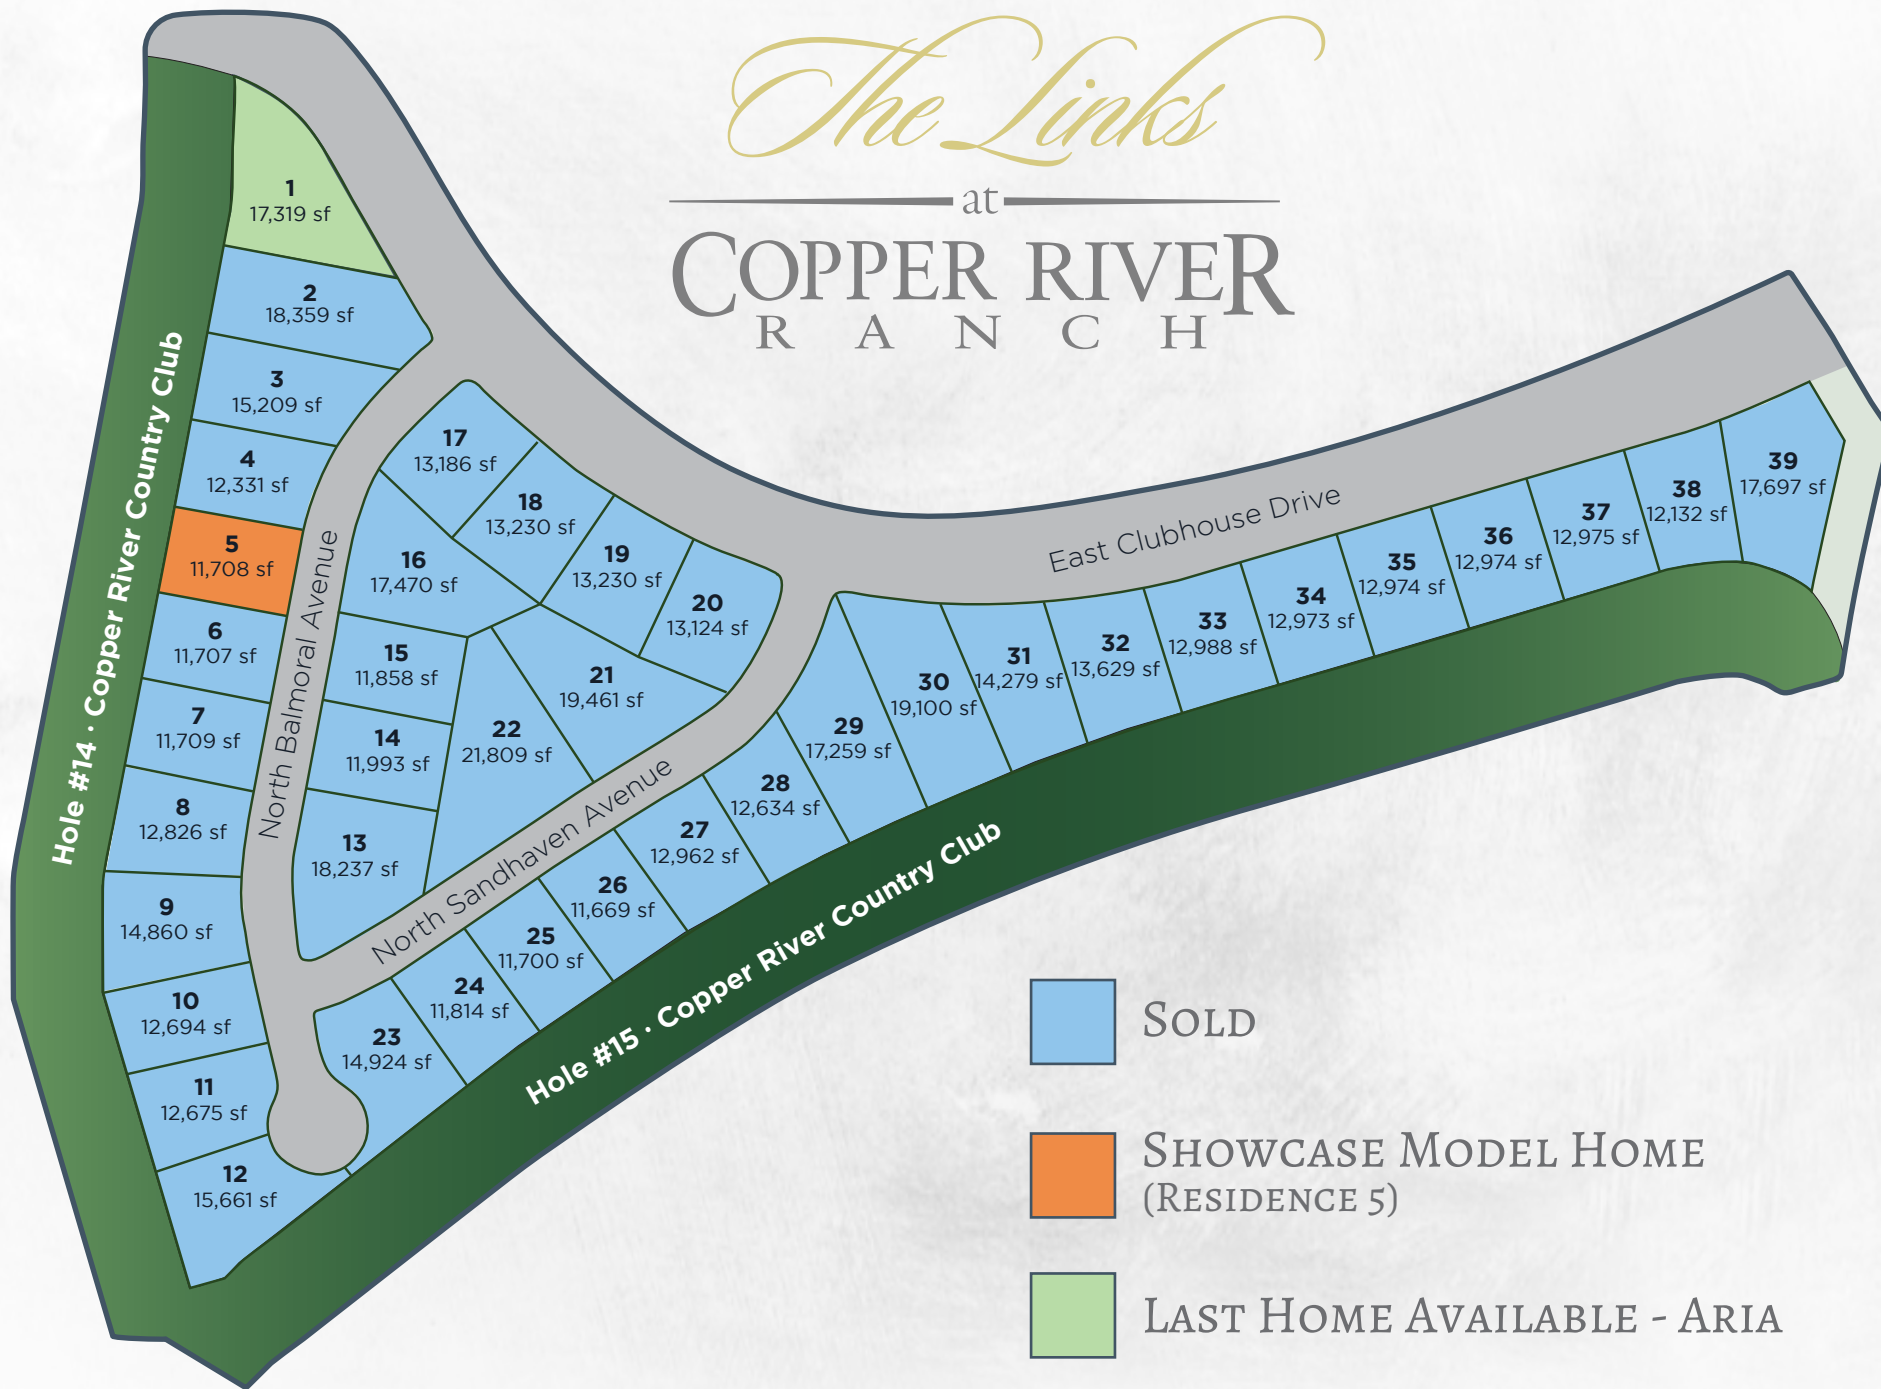 The Links
at
COPPER RIVER
RANCH
1
17,319 sf
2
18,359 sf
3
15,209 sf
4
12,331 sf
5
11,708 sf
6
11,707 sf
7
11,709 sf
8
12,826 sf
9
14,860 sf
10
12,694 sf
11
12,675 sf
12
15,661 sf
13
18,237 sf
14
11,993 sf
15
11,858 sf
16
17,470 sf
17
13,186 sf
18
13,230 sf
19
13,230 sf
20
13,124 sf
21
19,461 sf
22
21,809 sf
23
14,924 sf
24
11,814 sf
25
11,700 sf
26
11,669 sf
27
12,962 sf
28
12,634 sf
29
17,259 sf
30
19,100 sf
31
14,279 sf
32
13,629 sf
33
12,988 sf
34
12,973 sf
35
12,974 sf
36
12,974 sf
37
12,975 sf
38
12,132 sf
39
17,697 sf
Hole #14 · Copper River Country Club
North Balmoral Avenue
North Sandhaven Avenue
East Clubhouse Drive
Hole #15 · Copper River Country Club
Sold
Showcase Model Home
(Residence 5)
Last Home Available - Aria